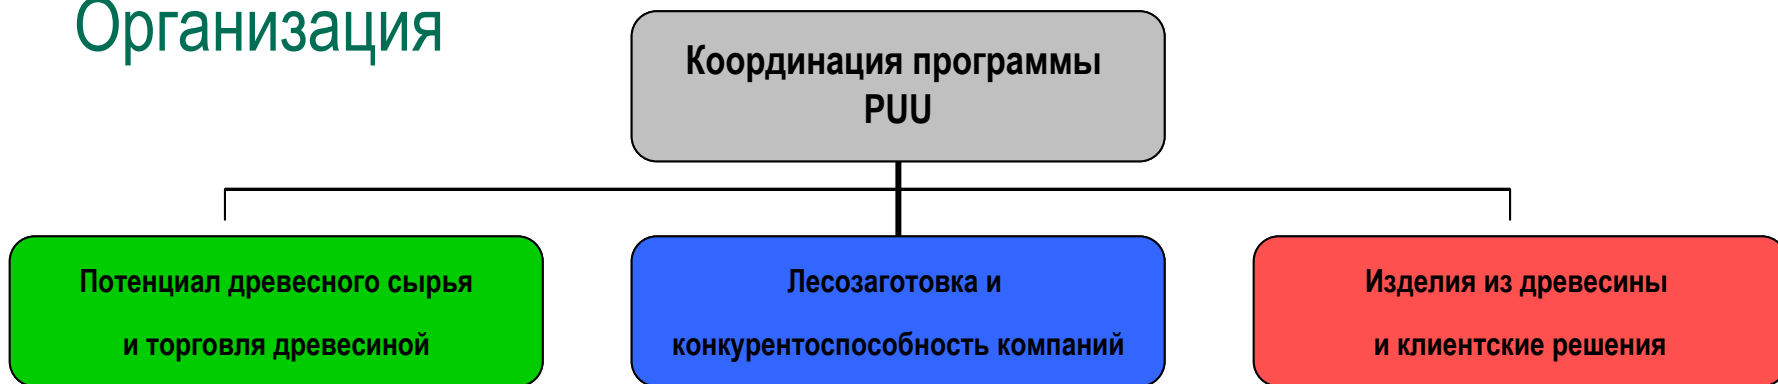 Организация
Координация программы
PUU
Потенциал древесного сырья
и торговля древесиной
Лесозаготовка и
конкурентоспособность компаний
Изделия из древесины
и клиентские решения